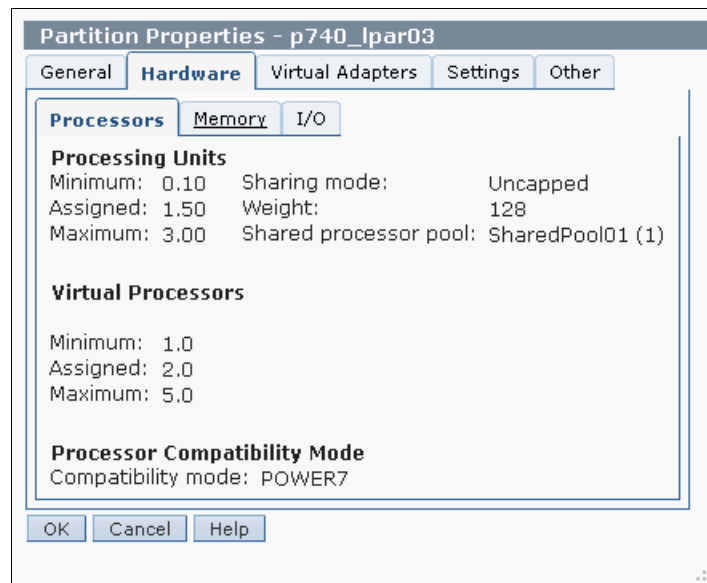 Partition Properties - p740_lpar03
General Hardware Virtual Adapters Settings Other
Processors Memory I/O
Processing Units
Minimum: 0.10 Sharing mode: Uncapped
Assigned: 1.50 Weight: 128
Maximum: 3.00 Shared processor pool: SharedPool01 (1)
Virtual Processors
Minimum: 1.0
Assigned: 2.0
Maximum: 5.0
Processor Compatibility Mode
Compatibility mode: POWER7
OK Cancel Help